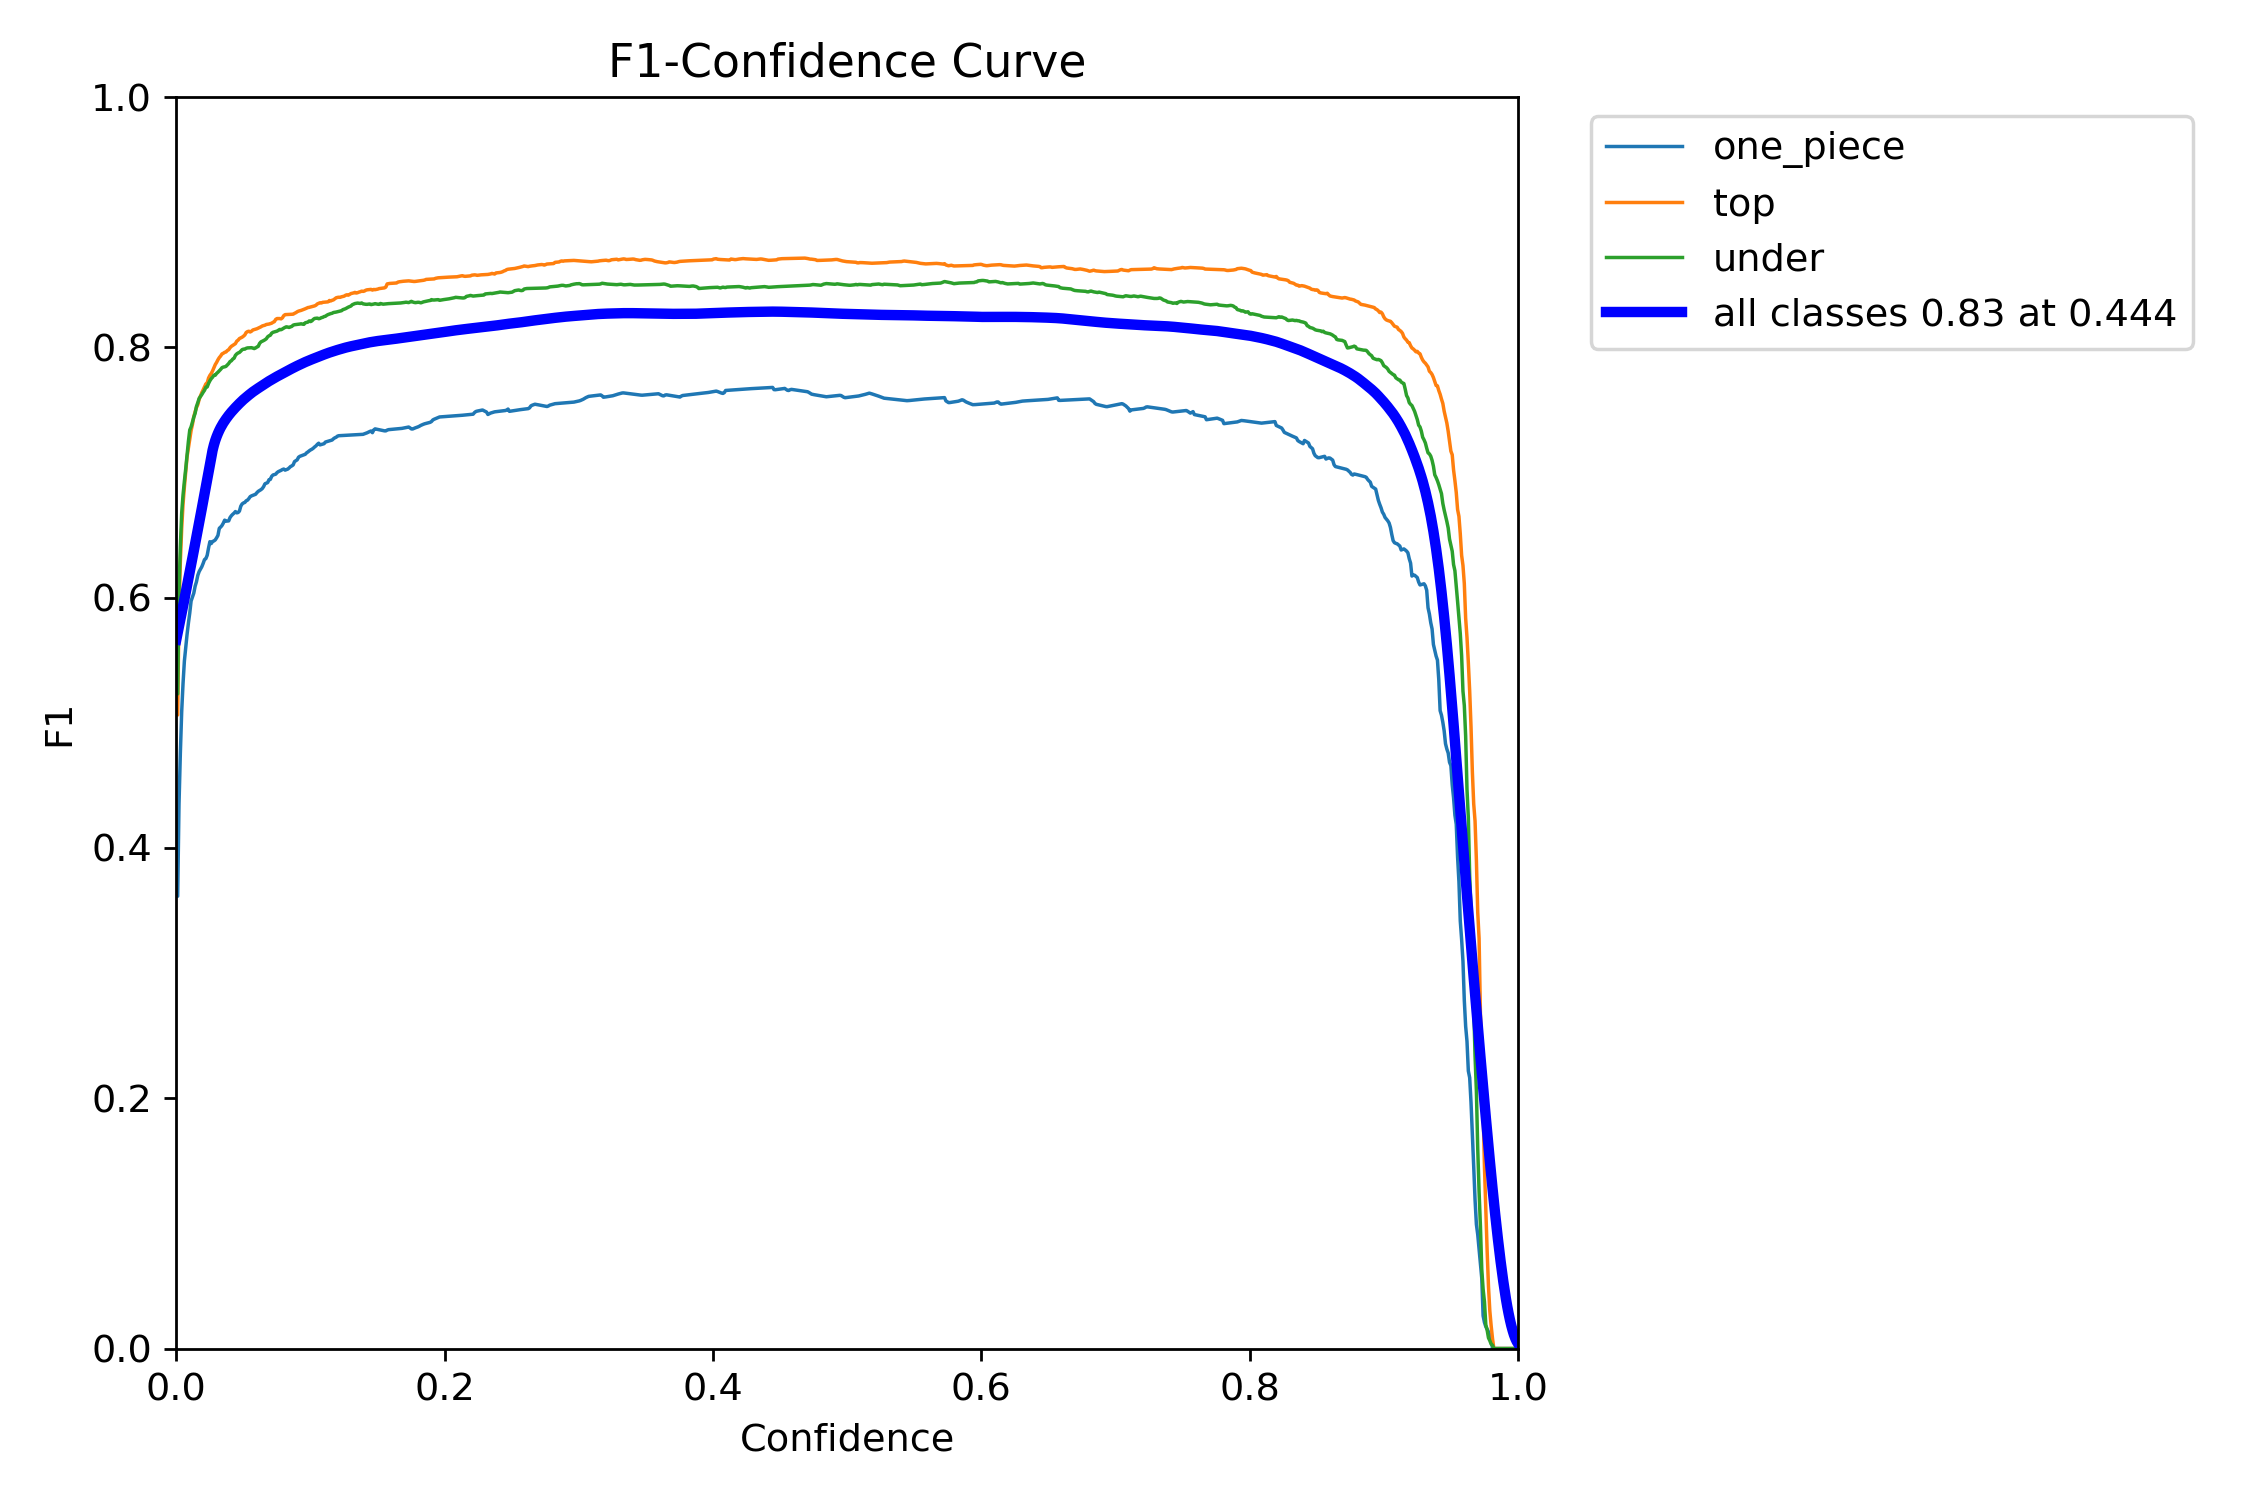 F1-Confidence Curve
1.0
0.8
0.6
0.4
0.2
0.0
F1
0.0 0.2 0.4 0.6 0.8 1.0
Confidence
one_piece
top
under
all classes 0.83 at 0.444